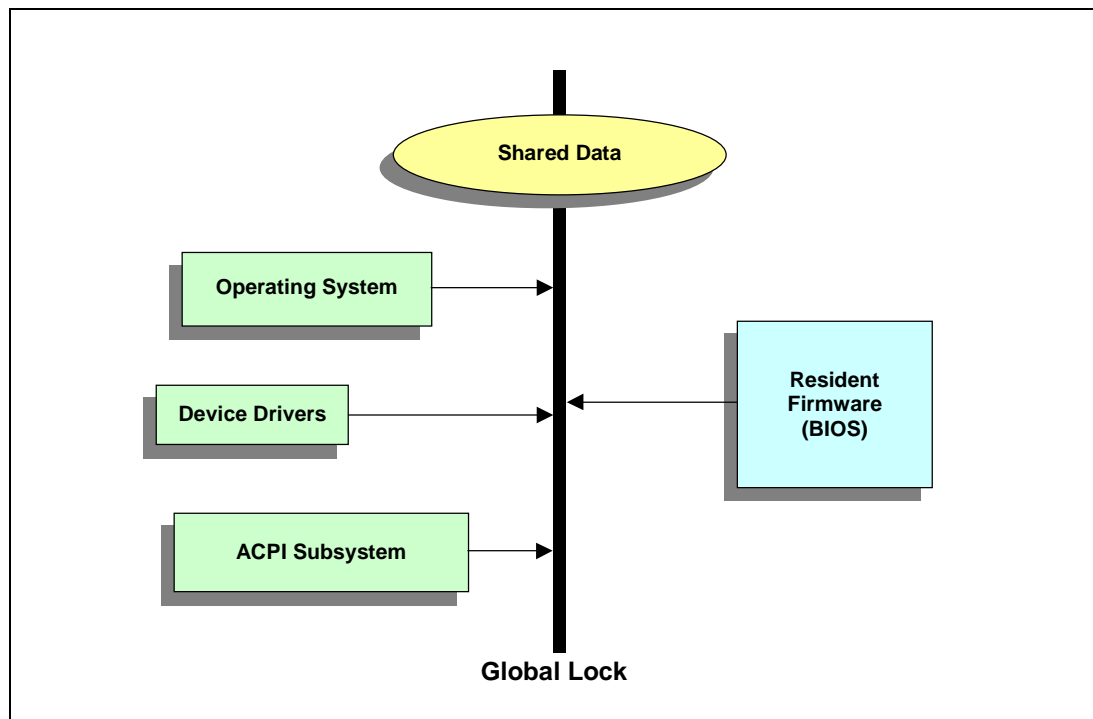 Shared Data
Operating System
Device Drivers
ACPI Subsystem
Resident
Firmware
(BIOS)
Global Lock